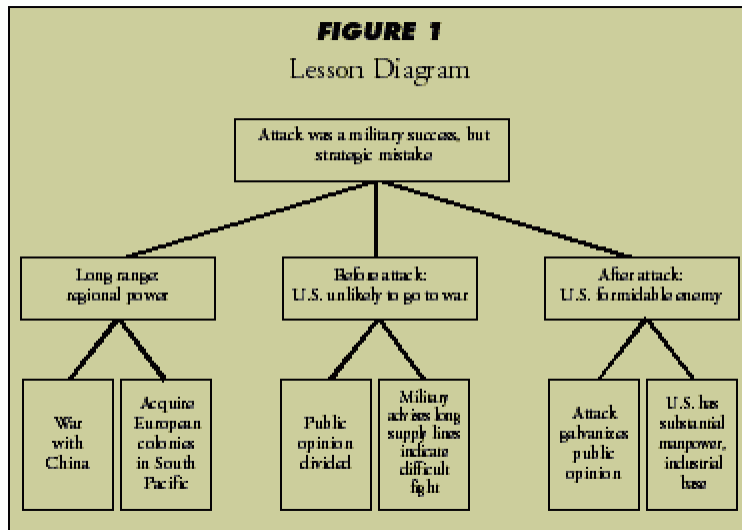 FIGURE 1
Lesson Diagram
Attack was a military success, but
strategic mistake
Long range:
regional power
Before attack:
U.S. unlikely to go to war
After attack:
U.S. formidable enemy
War
with
China
Acquire
European
colonies
in South
Pacific
Public
opinion
divided
Military
advises long
supply lines
indicate
difficult
fight
Attack
galvanizes
public
opinion
U.S. has
substantial
manpower,
industrial
base